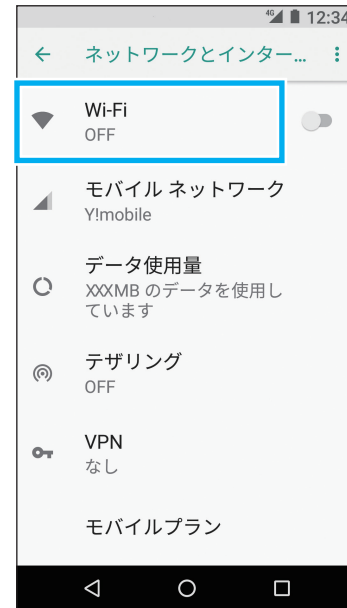 4G 12:34
ネットワークとインター...
Wi-Fi
OFF
モバイル ネットワーク
Y!mobile
データ使用量
XXXMB のデータを使用し
ています
テザリング
OFF
VPN
なし
モバイルプラン